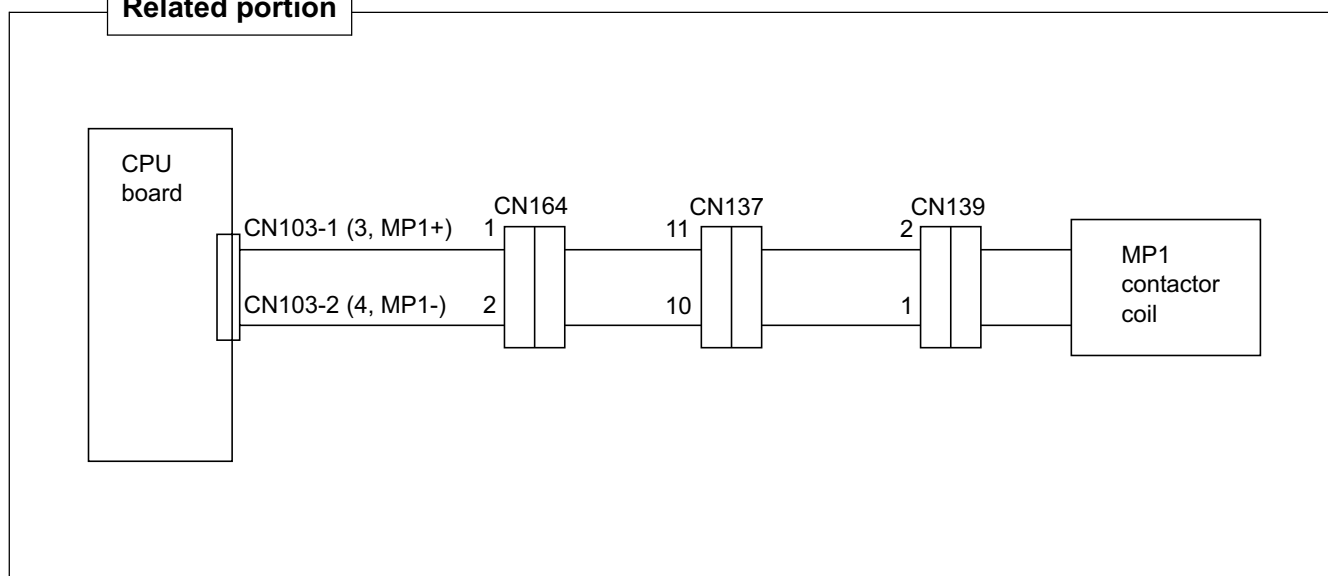 Related portion
CPU
board
CN103-1 (3, MP1+)
1
CN164
11
CN137
2
CN139
CN103-2 (4, MP1-)
2
10
1
MP1
contactor
coil